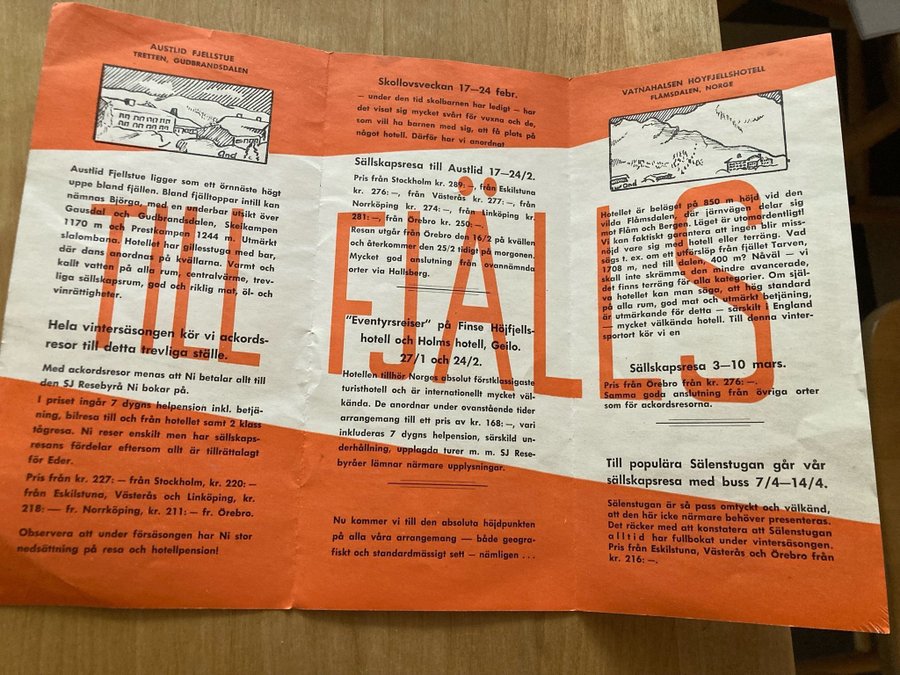 AUSTLID FJELLSTUE
TRETTEN, GUDBRANDSDALEN
Austlid Fjellstue ligger som ett örnnäste högt
uppe bland fjällen. Bland fjälltoppar intill kan
nämnas Björga, med en underbar utsikt över
Gausdal och Gudbrandsdalen, Skeikampen
1170 m och Prestkampen 1244 m. Utmärkt
slalombana. Hotellet har gillesstuga med bar,
där dans anordnas på kvällarna. Varmt och
kallt vatten på alla rum, centralvärme, trev-
liga sällskapsrum, god och riklig mat, öl- och
vinrättigheter.
Hela vintersäsongen kör vi ackords-
resor till detta trevliga ställe.
Med ackordsresor menas att Ni betalar allt till
den SJ Resebyrå Ni bokar på.
I priset ingår 7 dygns helpension inkl. betjä-
ning, bilresa till och från hotellet samt 2 klass
tågresa. Ni reser enskilt men har sällskaps-
resans fördelar eftersom allt är tillrättalagt
för Eder.
Pris från kr. 227: — från Stockholm, kr. 220: —
från Eskilstuna, Västerås och Linköping, kr.
218: — fr. Norrköping, kr. 211: — fr. Örebro.
Observera att under försäsongen har Ni stor
nedsättning på resa och hotellpension!
Skollovsveckan 17—24 febr.
– under den tid skolbarnen har ledigt – har
det visat sig mycket svårt för vuxna och de,
som vill ha barnen med sig, att få plats på
något hotell. Därför har vi anordnat
Sällskapsresa till Austlid 17—24/2.
Pris från Stockholm kr. 289: —, från Eskilstuna
kr. 276: —, från Västerås kr. 277: —, från
Norrköping kr. 274: —, från Linköping kr.
281: —, från Örebro kr. 250: —.
Resan utgår från Örebro den 16/2 på kvällen
och återkommer den 25/2 tidigt på morgonen.
Mycket god anslutning från ovannämnda
orter via Hallsberg.
"Eventyrsreiser" på Finse Höjfjells-
hotell och Holms hotell, Geilo.
27/1 och 24/2.
Hotellen tillhör Norges absolut förstklassigaste
turisthotell och är internationellt mycket väl-
kända. De anordnar under ovanstående tider
arrangemang till ett pris av kr. 168: —, vari
inkluderas 7 dygns helpension, särskild un-
derhållning, upplagda turer m. m. SJ Rese-
byråer lämnar närmare upplysningar.
Nu kommer vi till den absoluta höjdpunkten
på alla våra arrangemang — både geogra-
fiskt och standardmässigt sett — nämligen . . .
VATNAHALSEN HÖYFJELLSHOTELL
FLÅMSDALEN, NORGE
Hotellet är beläget på 850 m höjd vid den
vilda Flåmsdalen, där järnvägen delar sig
mot Flåm och Bergen. Läget är utomordentligt!
Vi kan faktiskt garantera att ingen blir miss-
nöjd vare sig med hotell eller terräng. Vad
sägs t. ex. om ett utförslöp från fjället Tarven,
1708 m, ned till dalen, 400 m? Nåväl — vi
skall inte skrämma den mindre avancerade,
det finns terräng för alla kategorier. Om själ-
va hotellet kan man säga, att hög standard
på alla rum, god mat och utmärkt betjäning,
är utmärkande för detta — särskilt i England
— mycket välkända hotell. Till denna vinter-
sportort kör vi en
Sällskapsresa 3—10 mars.
Pris från Örebro från kr. 276: —.
Samma goda anslutning från övriga orter
som för ackordsresorna.
Till populära Sälenstugan går vår
sällskapsresa med buss 7/4—14/4.
Sälenstugan är så pass omtyckt och välkänd,
att den här icke närmare behöver presenteras.
Det räcker med att konstatera att Sälenstugan
alltid har fullbokat under vintersäsongen.
Pris från Eskilstuna, Västerås och Örebro från
kr. 216: —.
TILL FJÄLLS